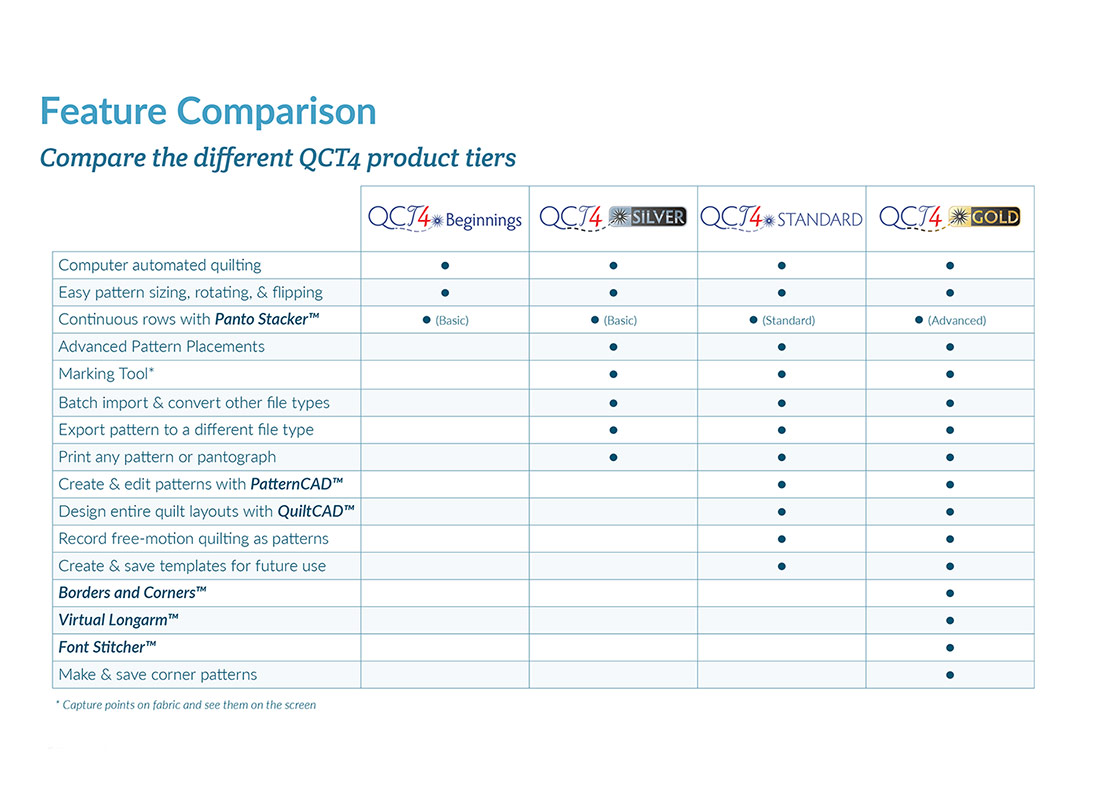 Feature Comparison
Compare the different QCT4 product tiers
QCT4 Beginnings QCT4 SILVER QCT4 STANDARD QCT4 GOLD
Computer automated quilting ● ● ● ●
Easy pattern sizing, rotating, & flipping ● ● ● ●
Continuous rows with Panto Stacker™ ● (Basic) ● (Basic) ● (Standard) ● (Advanced)
Advanced Pattern Placements ● ● ●
Marking Tool* ● ● ●
Batch import & convert other file types ● ● ●
Export pattern to a different file type ● ● ●
Print any pattern or pantograph ● ● ●
Create & edit patterns with PatternCAD™ ● ●
Design entire quilt layouts with QuiltCAD™ ● ●
Record free-motion quilting as patterns ● ●
Create & save templates for future use ● ●
Borders and Corners™ ●
Virtual Longarm™ ●
Font Stitcher™ ●
Make & save corner patterns ●
* Capture points on fabric and see them on the screen